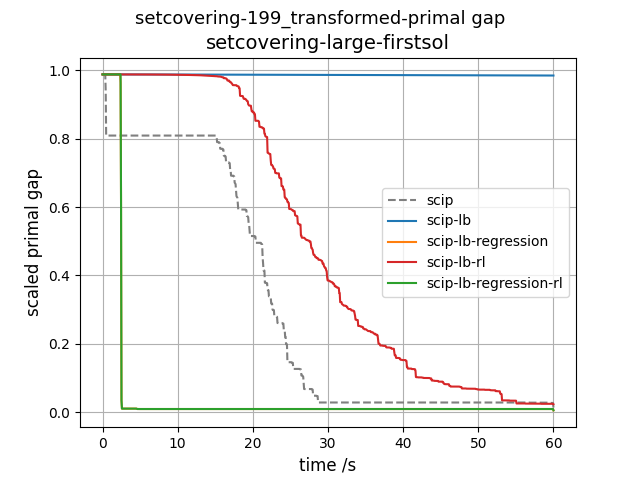 setcovering-199_transformed-primal gap
setcovering-large-firstsol
scaled primal gap
1.0
0.8
0.6
0.4
0.2
0.0
scip
scip-lb
scip-lb-regression
scip-lb-rl
scip-lb-regression-rl
0 10 20 30 40 50 60
time /s